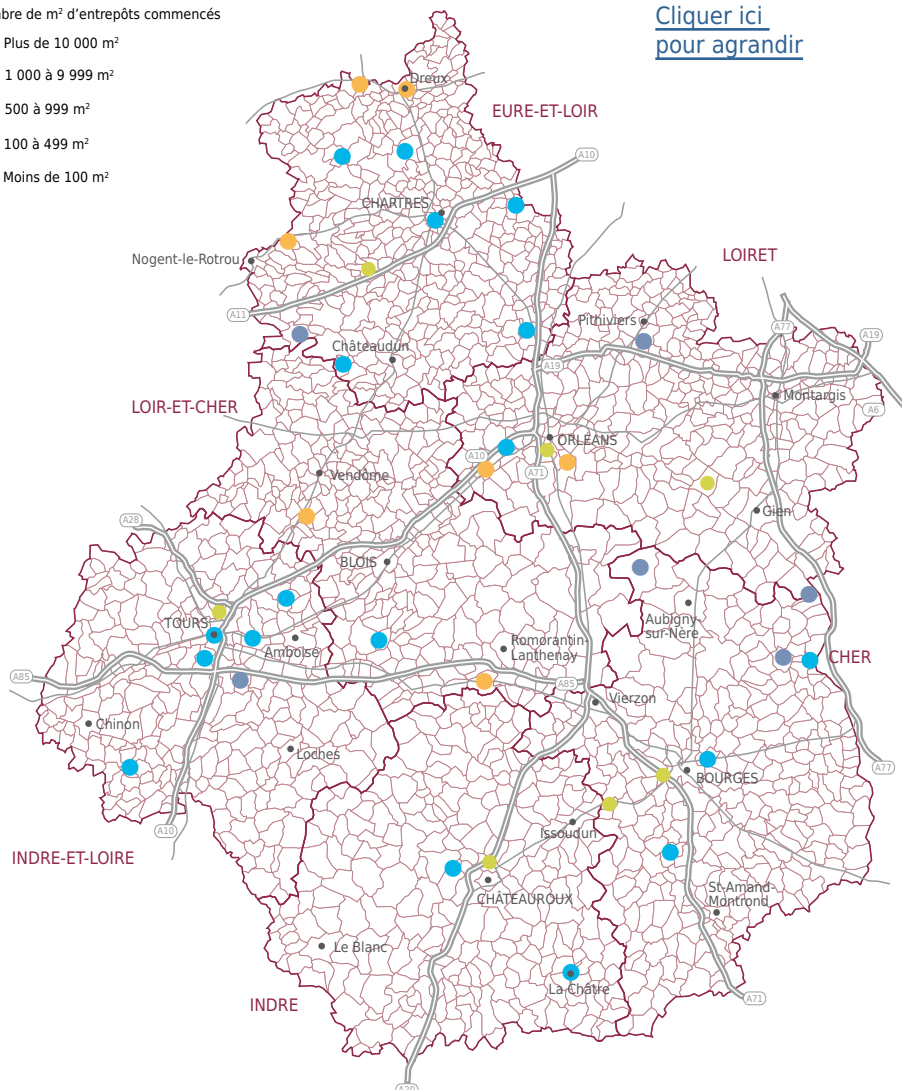 bre de m² d'entrepôts commencés
Plus de 10 000 m²
1 000 à 9 999 m²
500 à 999 m²
100 à 499 m²
Moins de 100 m²
Cliquer ici
pour agrandir
Dreux
EURE-ET-LOIR
A10
CHARTRES
Nogent-le-Rotrou
LOIRET
A11
Pithiviers
A77
A19
Châteaudun
A19
LOIR-ET-CHER
Montargis
A6
ORLÉANS
A10
A71
Vendôme
Gien
A28
BLOIS
TOURS
Amboise
Aubigny-
sur-Nère
Romorantin-
Lanthenay
CHER
A85
A85
Vierzon
Chinon
Loches
BOURGES
A77
A10
Issoudun
INDRE-ET-LOIRE
CHÂTEAUROUX
St-Amand-
Montrond
Le Blanc
La Châtre
INDRE
A71
A20